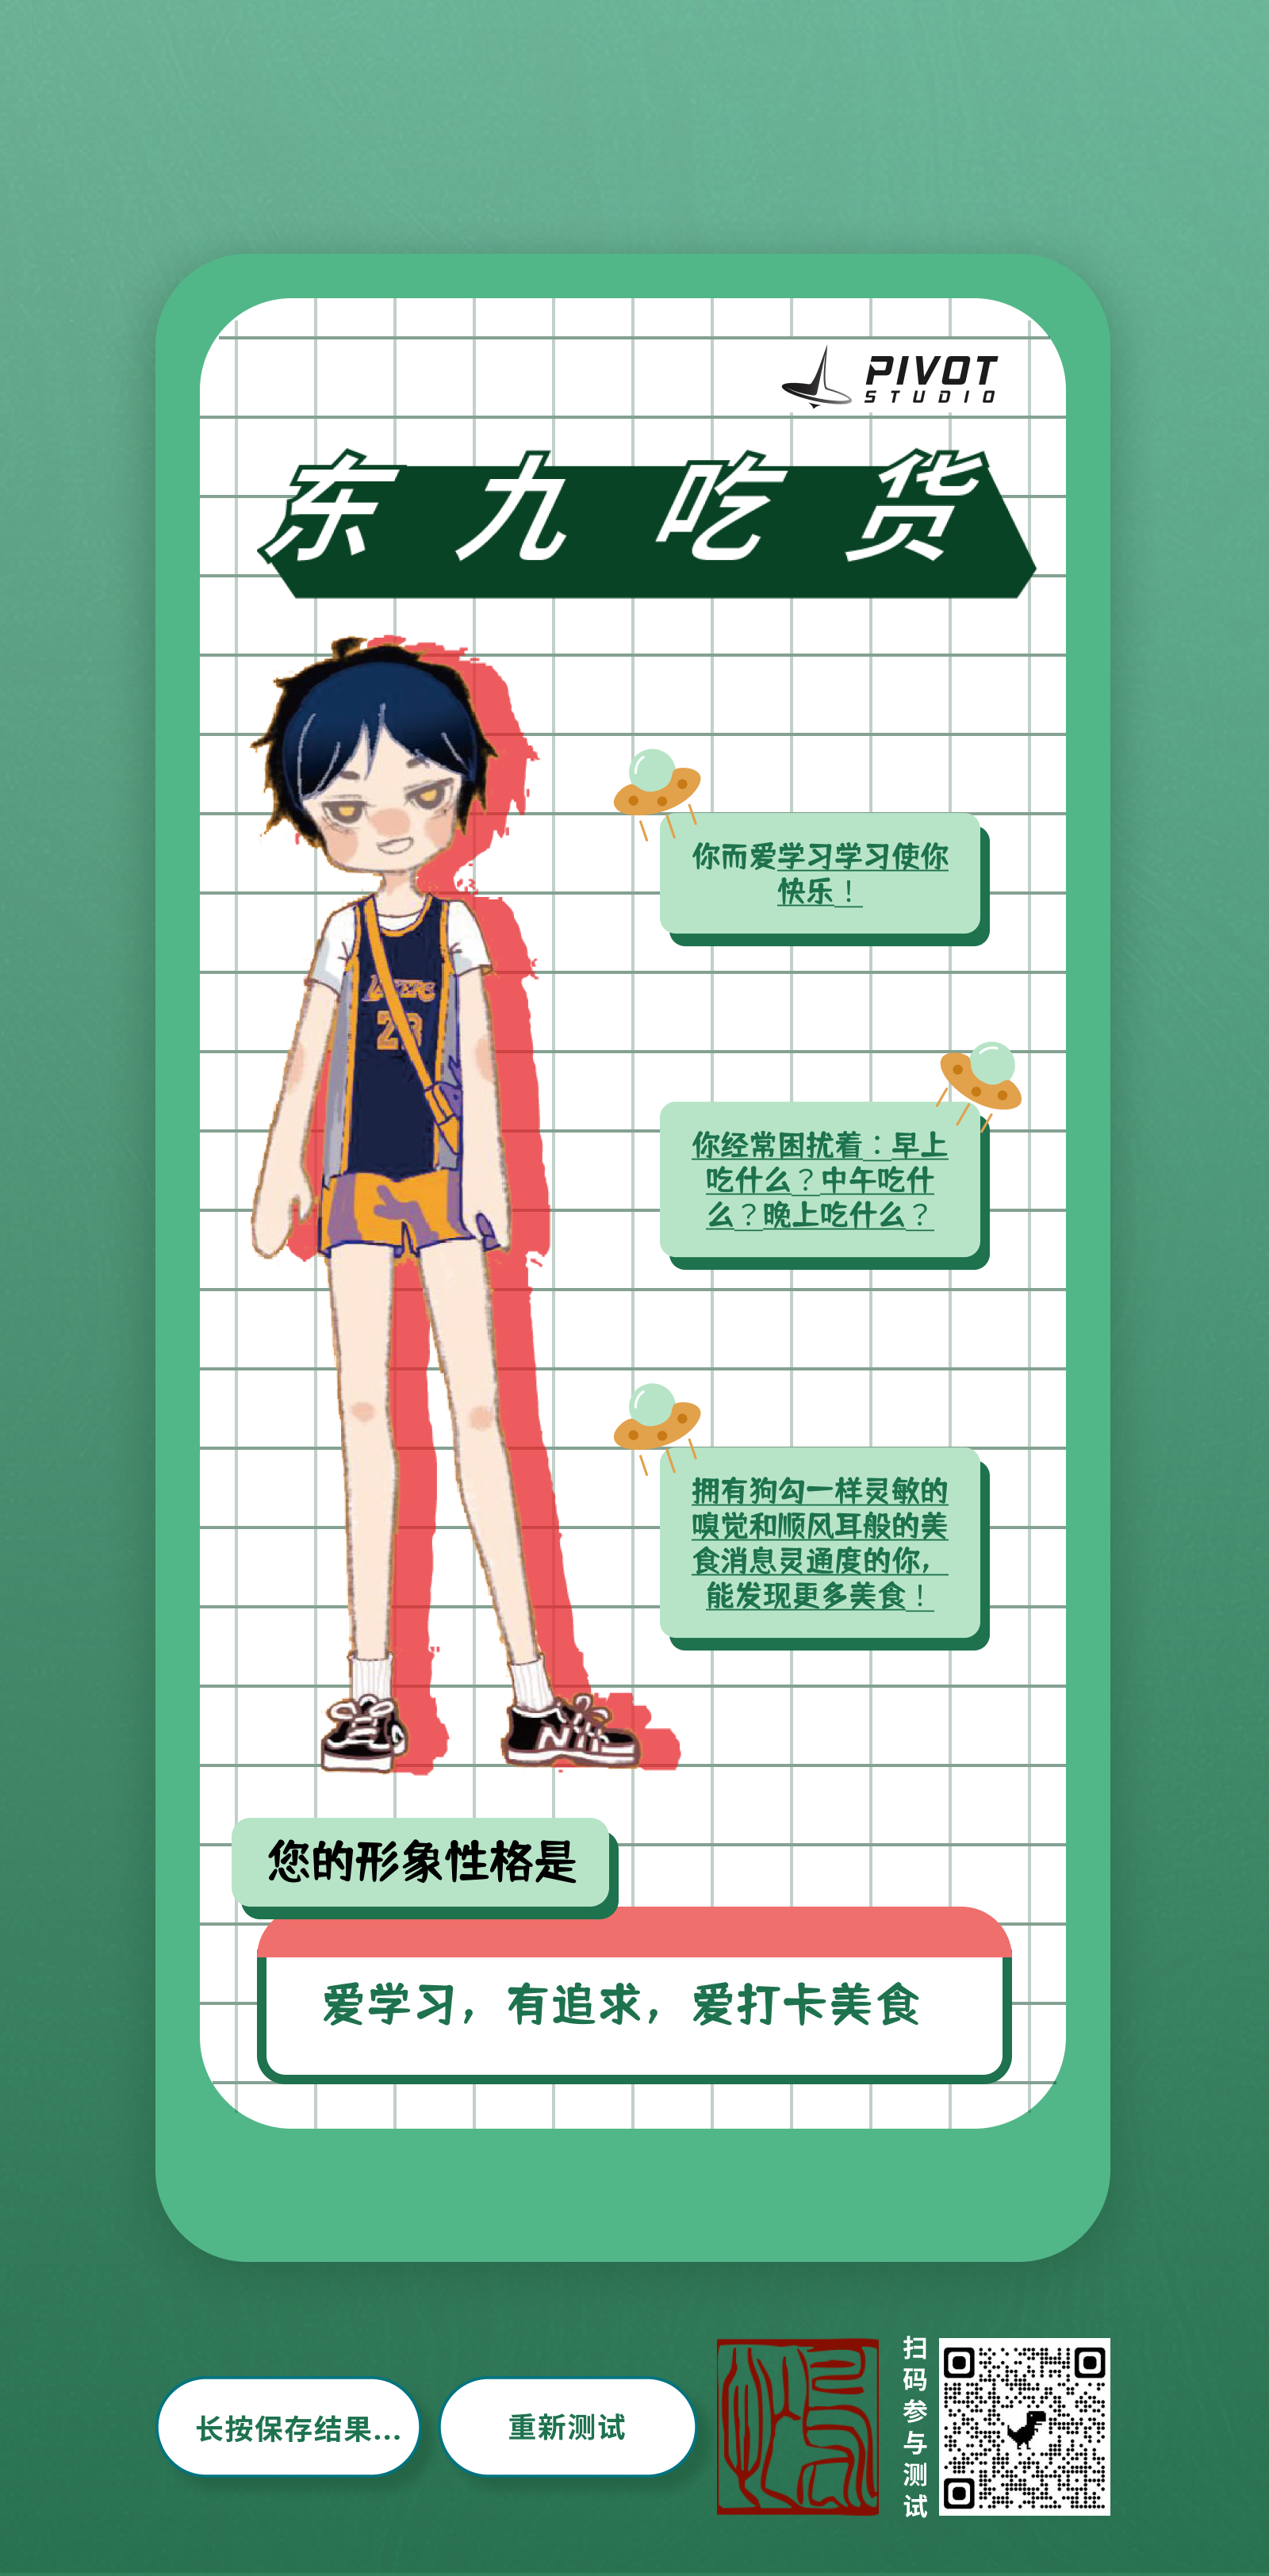 PIVOT
STUDIO
东九吃货
LAKERS
23
你而爱学习学习使你
快乐！
你经常困扰着：早上
吃什么？中午吃什
么？晚上吃什么？
拥有狗勾一样灵敏的
嗅觉和顺风耳般的美
食消息灵通度的你，
能发现更多美食！
N
您的形象性格是
爱学习，有追求，爱打卡美食
长按保存结果...
重新测试
扫码参与测试